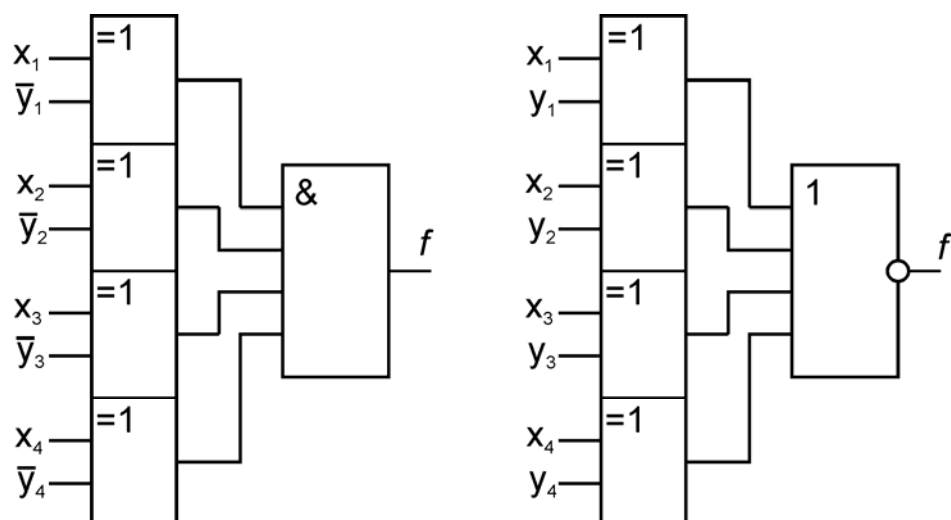 =1
x₁
ȳ₁
=1
x₂
ȳ₂
=1
x₃
ȳ₃
=1
x₄
ȳ₄
&
f
=1
x₁
y₁
=1
x₂
y₂
=1
x₃
y₃
=1
x₄
y₄
1
f